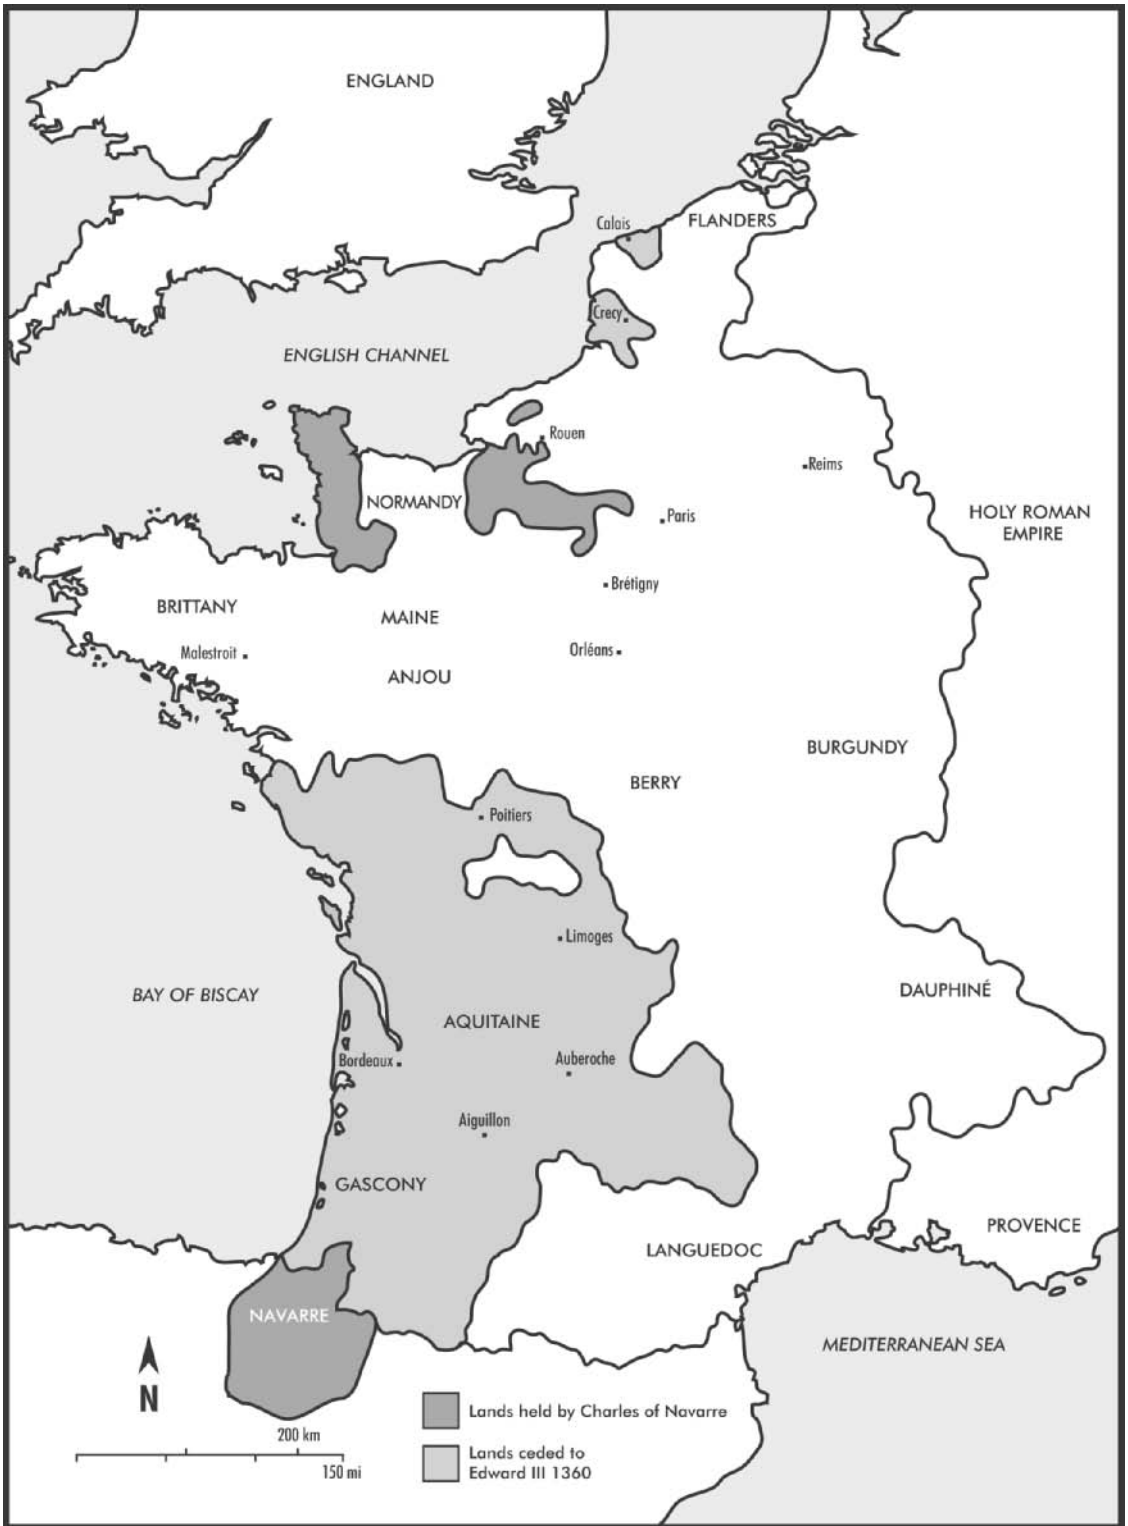 ENGLAND
Calais
FLANDERS
Crecy
ENGLISH CHANNEL
Rouen
Reims
NORMANDY
Paris
HOLY ROMAN
EMPIRE
Brétigny
BRITTANY
MAINE
Malestroit
Orléans
ANJOU
BURGUNDY
BERRY
Poitiers
Limoges
BAY OF BISCAY
DAUPHINÉ
AQUITAINE
Bordeaux
Auberoche
Aiguillon
GASCONY
PROVENCE
LANGUEDOC
NAVARRE
MEDITERRANEAN SEA
N
Lands held by Charles of Navarre
200 km
150 mi
Lands ceded to
Edward III 1360